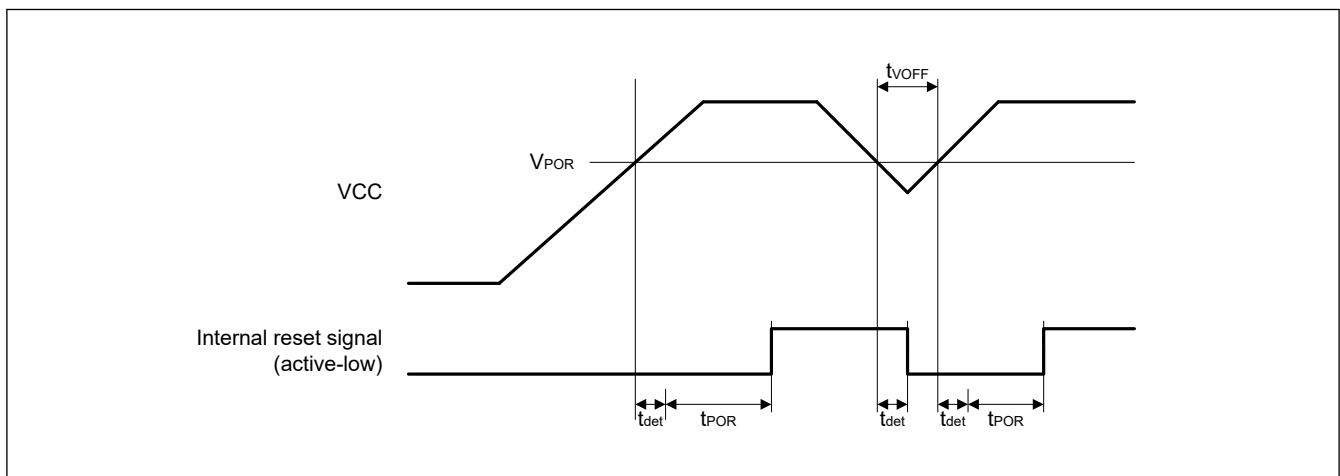 tVOFF
VPOR
VCC
Internal reset signal
(active-low)
tdet
tPOR
tdet
tdet
tPOR